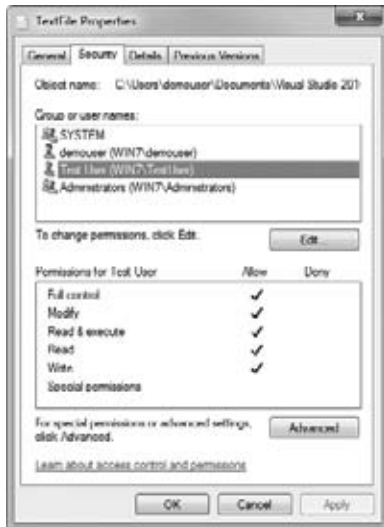 TextFile Properties
General Security Details Previous Versions
Object name: C:\Users\demouser\Documents\Visual Studio 201
Group or user names:
SYSTEM
demouser (WIN7\demouser)
Test User (WIN7\TestUser)
Administrators (WIN7\Administrators)
To change permissions, click Edit.
Edit...
Permissions for Test User Allow Deny
Full control
Modify
Read & execute
Read
Write
Special permissions
For special permissions or advanced settings,
click Advanced.
Advanced
Learn about access control and permissions
OK Cancel Apply